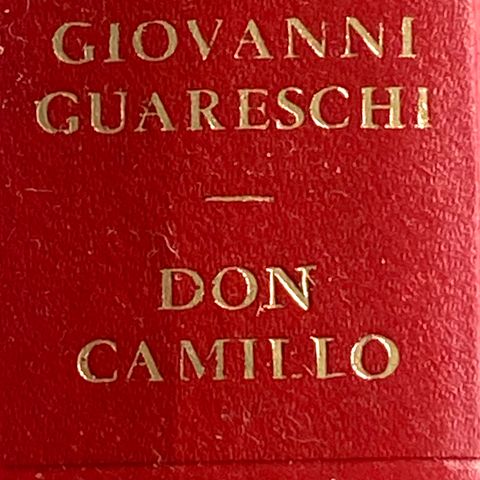 GIOVANNI
GUARESCHI
—
DON
CAMILLO